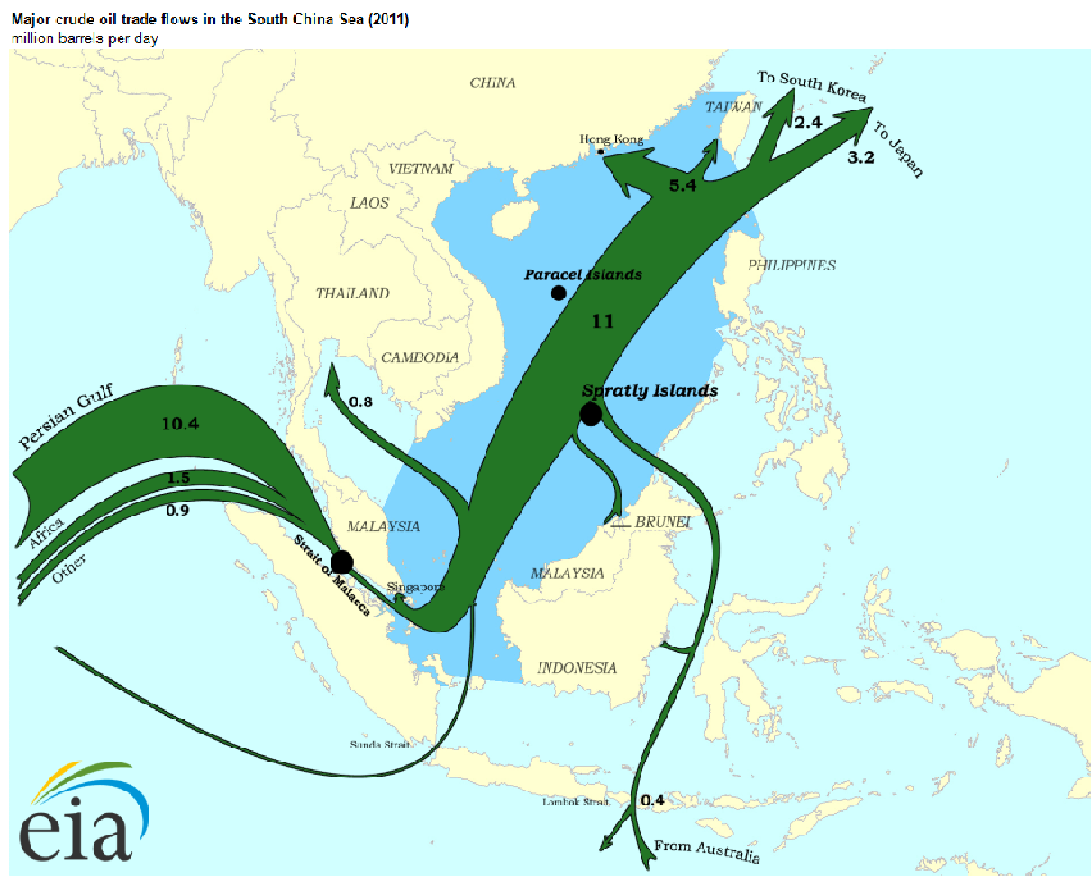 Major crude oil trade flows in the South China Sea (2011)
million barrels per day
CHINA
To South Korea
TAIWAN
2.4
Hong Kong
To Japan
3.2
VIETNAM
5.4
LAOS
Paracel Islands
PHILIPPINES
THAILAND
11
CAMDODIA
Spratly Islands
0.8
Persian Gulf
10.4
1.5
0.9
Africa
MALAYSIA
BRUNEI
Other
Strait of Malacca
Singapore
MALAYSIA
INDONESIA
Sunda Strait
Lombok Strait
0.4
From Australia
eia